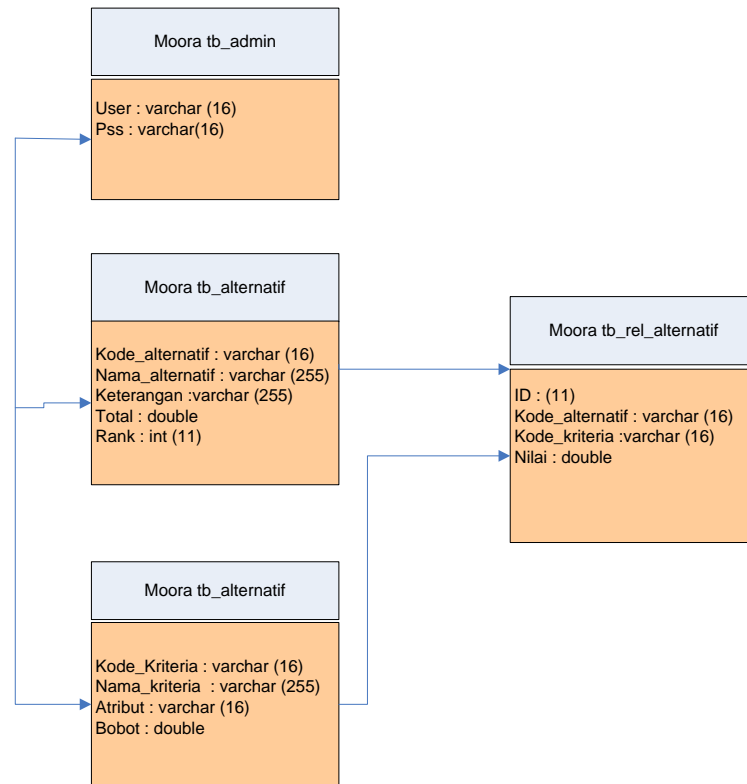 Moora tb_admin
User : varchar (16)
Pss : varchar(16)
Moora tb_alternatif
Kode_alternatif : varchar (16)
Nama_alternatif : varchar (255)
Keterangan :varchar (255)
Total : double
Rank : int (11)
Moora tb_rel_alternatif
ID : (11)
Kode_alternatif : varchar (16)
Kode_kriteria :varchar (16)
Nilai : double
Moora tb_alternatif
Kode_Kriteria : varchar (16)
Nama_kriteria : varchar (255)
Atribut : varchar (16)
Bobot : double